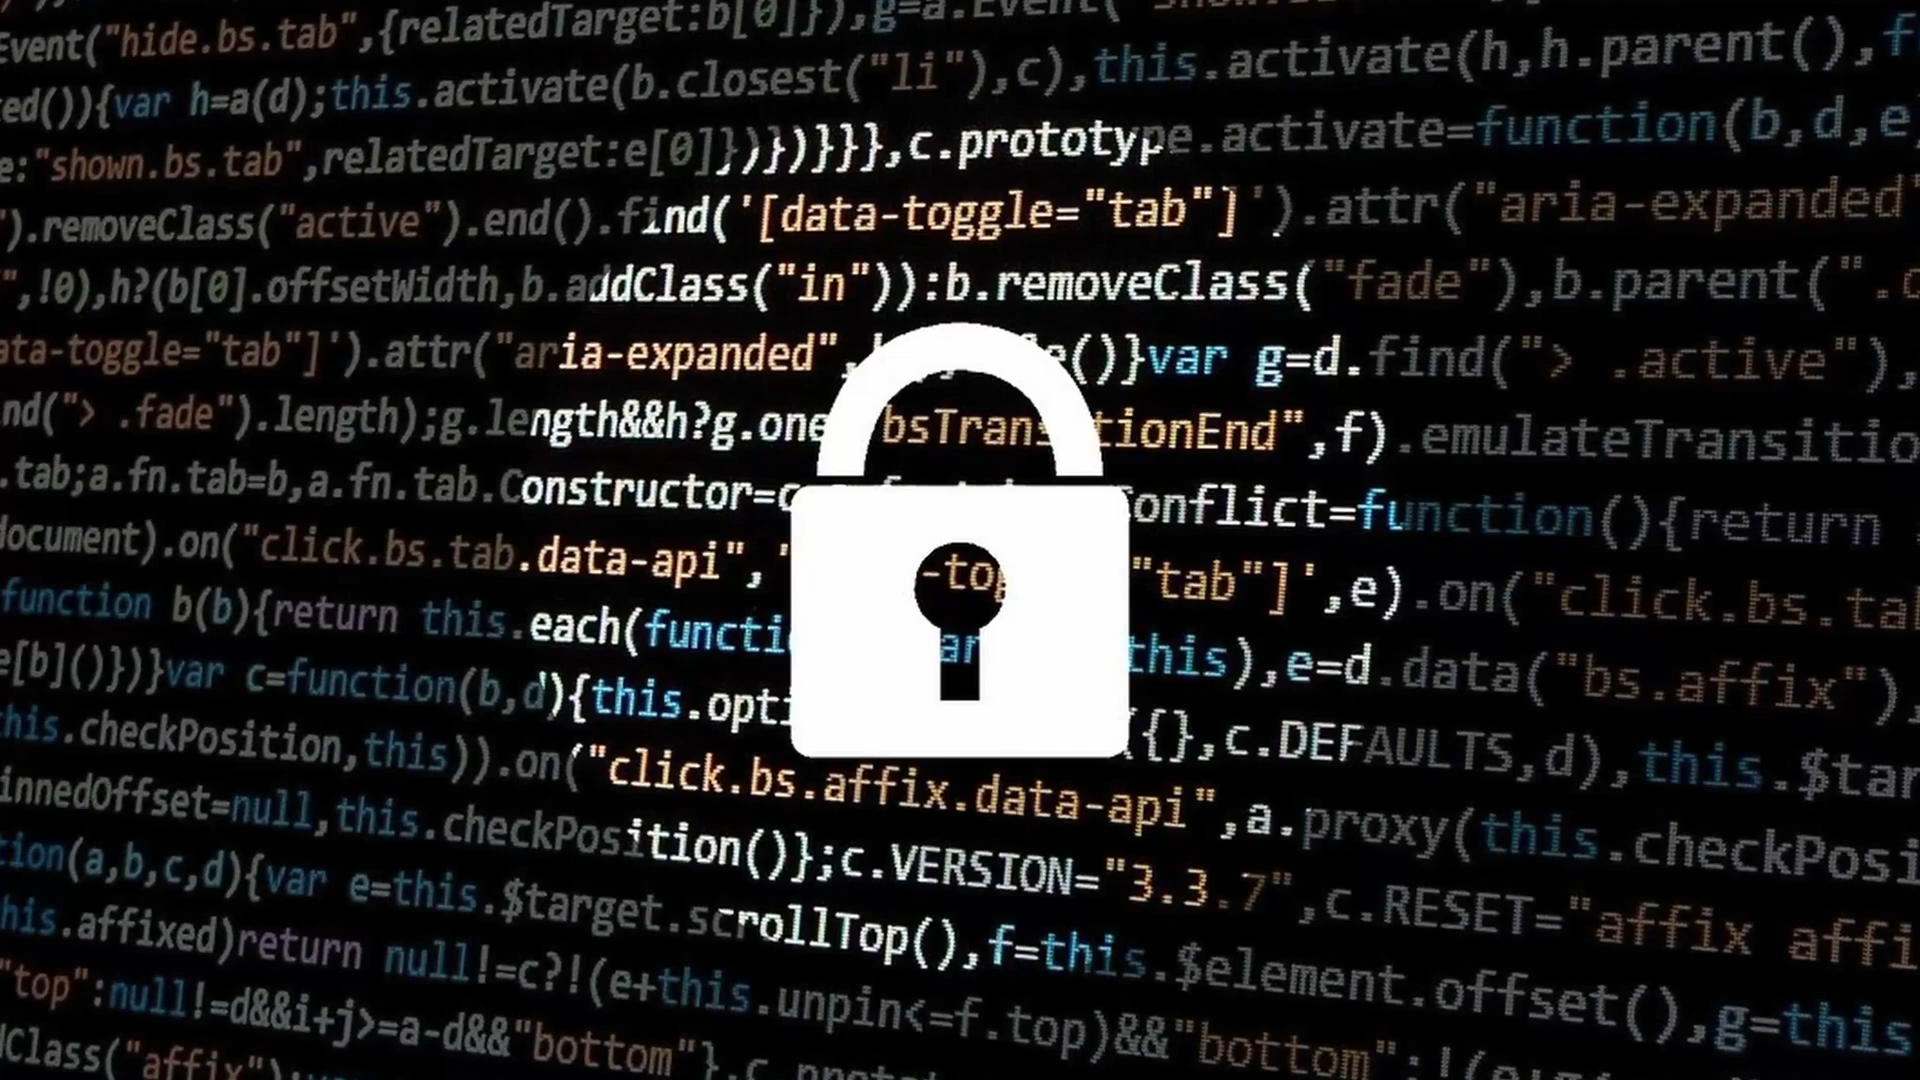 Event("hide.bs.tab",{relatedTarget:b[0]}),g=a.Event(
ed()){var h=a(d);this.activate(b.closest("li"),c),this.activate(h,h.parent(),f
e:"shown.bs.tab",relatedTarget:e[0]})})}}},c.prototype.activate=function(b,d,e
').removeClass("active").end().find('[data-toggle="tab"]').attr("aria-expanded"
",!0),h?(b[0].offsetWidth,b.addClass("in")):b.removeClass("fade"),b.parent(".
ata-toggle="tab"]').attr("aria-expanded", ()}var g=d.find("> .active"),
nd("> .fade").length);g.length&&h?g.one bsTrans tionEnd",f).emulateTransitio
.tab;a.fn.tab=b,a.fn.tab.Constructor=c onflict=function(){return
document).on("click.bs.tab.data-api",' -tog "tab"]',e).on("click.bs.tab
function b(b){return this.each(functi ar this),e=d.data("bs.affix"),
e[b]()})}var c=function(b,d){this.opti {{},c.DEFAULTS,d),this.$tar
his.checkPosition,this)).on("click.bs.affix.data-api",a.proxy(this.checkPosi
innedOffset=null,this.checkPosition()};c.VERSION="3.3.7",c.RESET="affix affi
tion(a,b,c,d){var e=this.$target.scrollTop(),f=this.$element.offset(),g=this
his.affixed)return null!=c?!(e+this.unpin<=f.top)&&"bottom":!(e
"top":null!=d&&i+j>=a-d&&"bottom"},c
dClass("affix")